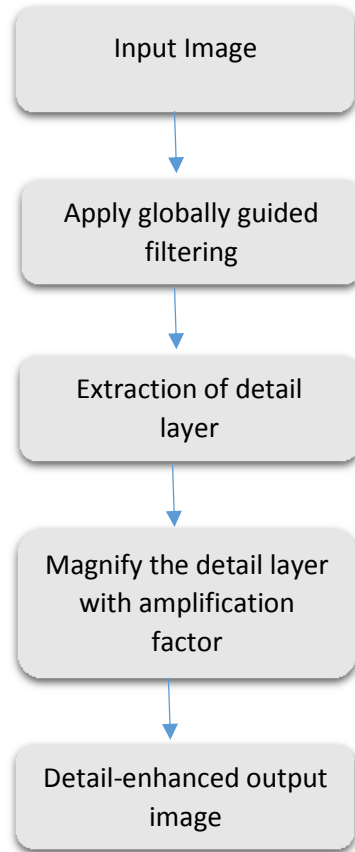 Input Image
Apply globally guided
filtering
Extraction of detail
layer
Magnify the detail layer
with amplification
factor
Detail-enhanced output
image